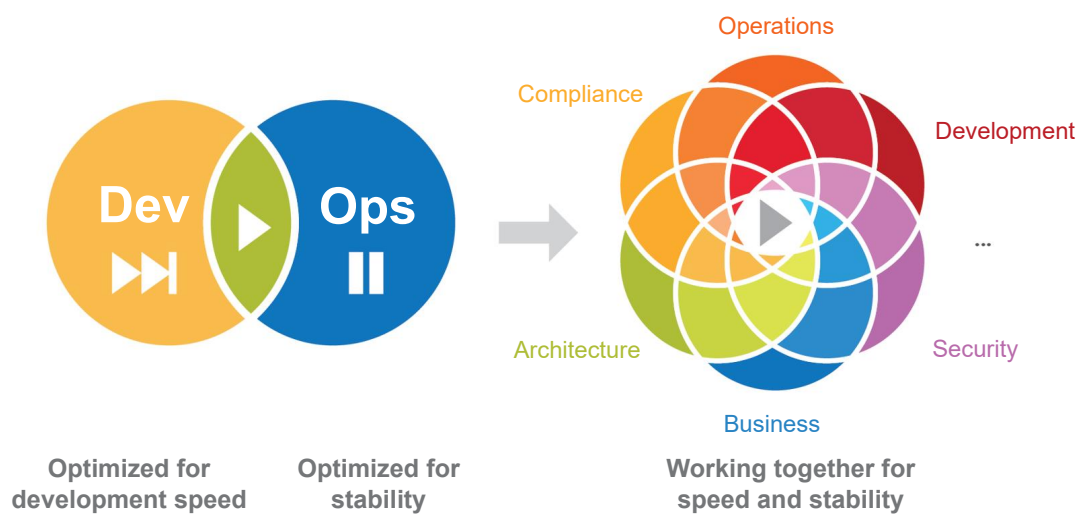 Dev
Ops
Optimized for
development speed
Optimized for
stability
Operations
Compliance
Development
...
Architecture
Security
Business
Working together for
speed and stability